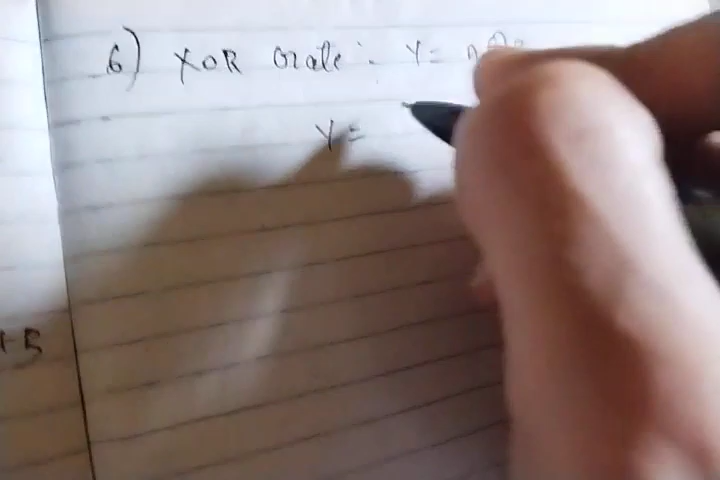 6) XOR Gate :- Y = A⊕B
Y =
+B